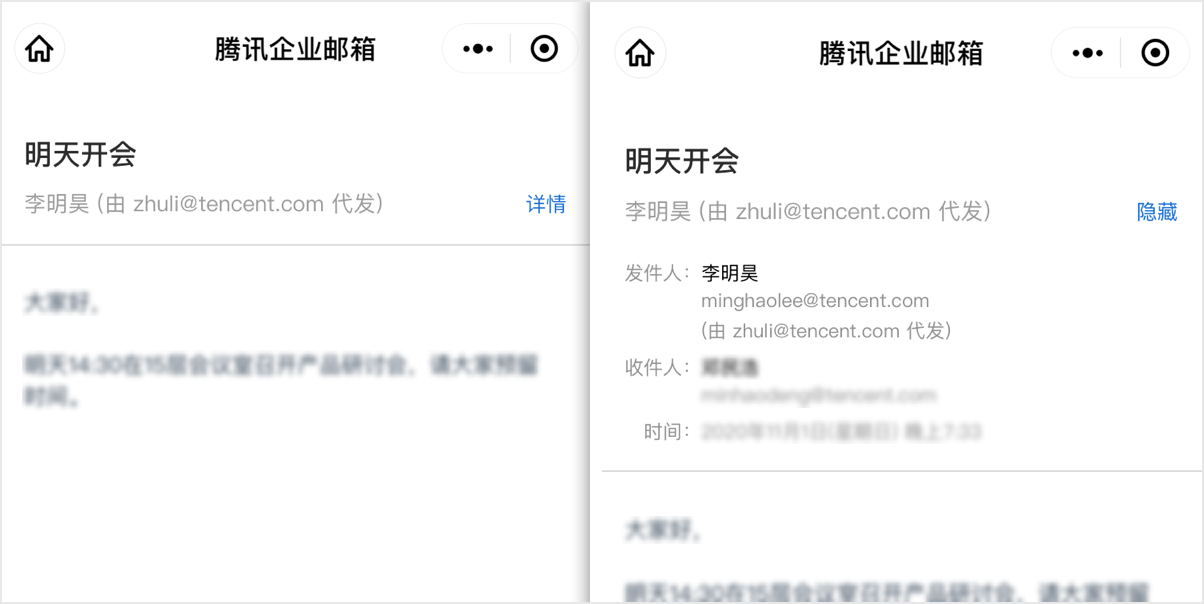 腾讯企业邮箱
明天开会
李明昊 (由 zhuli@tencent.com 代发)
详情
大家好,
明天14:30在15层会议室召开产品研讨会,请大家预留
时间。
腾讯企业邮箱
明天开会
李明昊 (由 zhuli@tencent.com 代发)
隐藏
发件人: 李明昊
minghaolee@tencent.com
(由 zhuli@tencent.com 代发)
收件人:
minhaodeng@tencent.com
时间: 2020年11月1日(星期日) 晚上7:33
大家好,
明天14:30在15层会议室召开产品研讨会,请大家预留